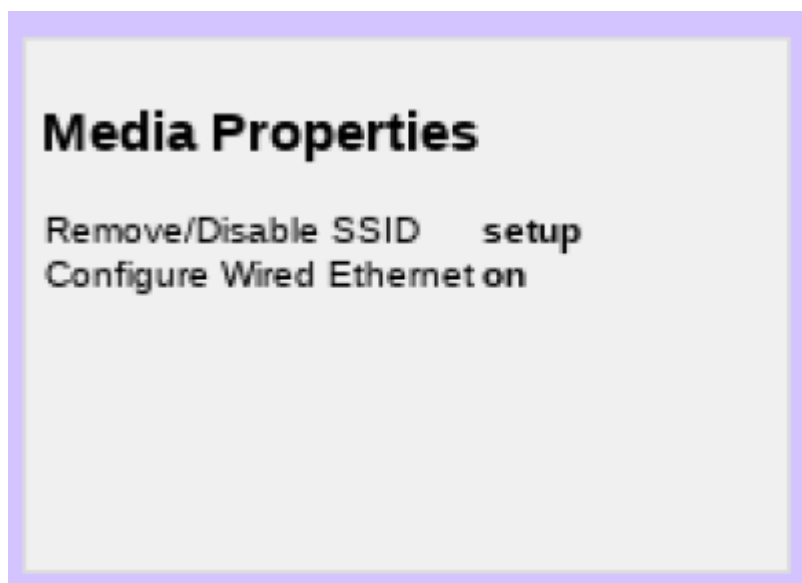 Media Properties
Remove/Disable SSID setup
Configure Wired Ethernet on